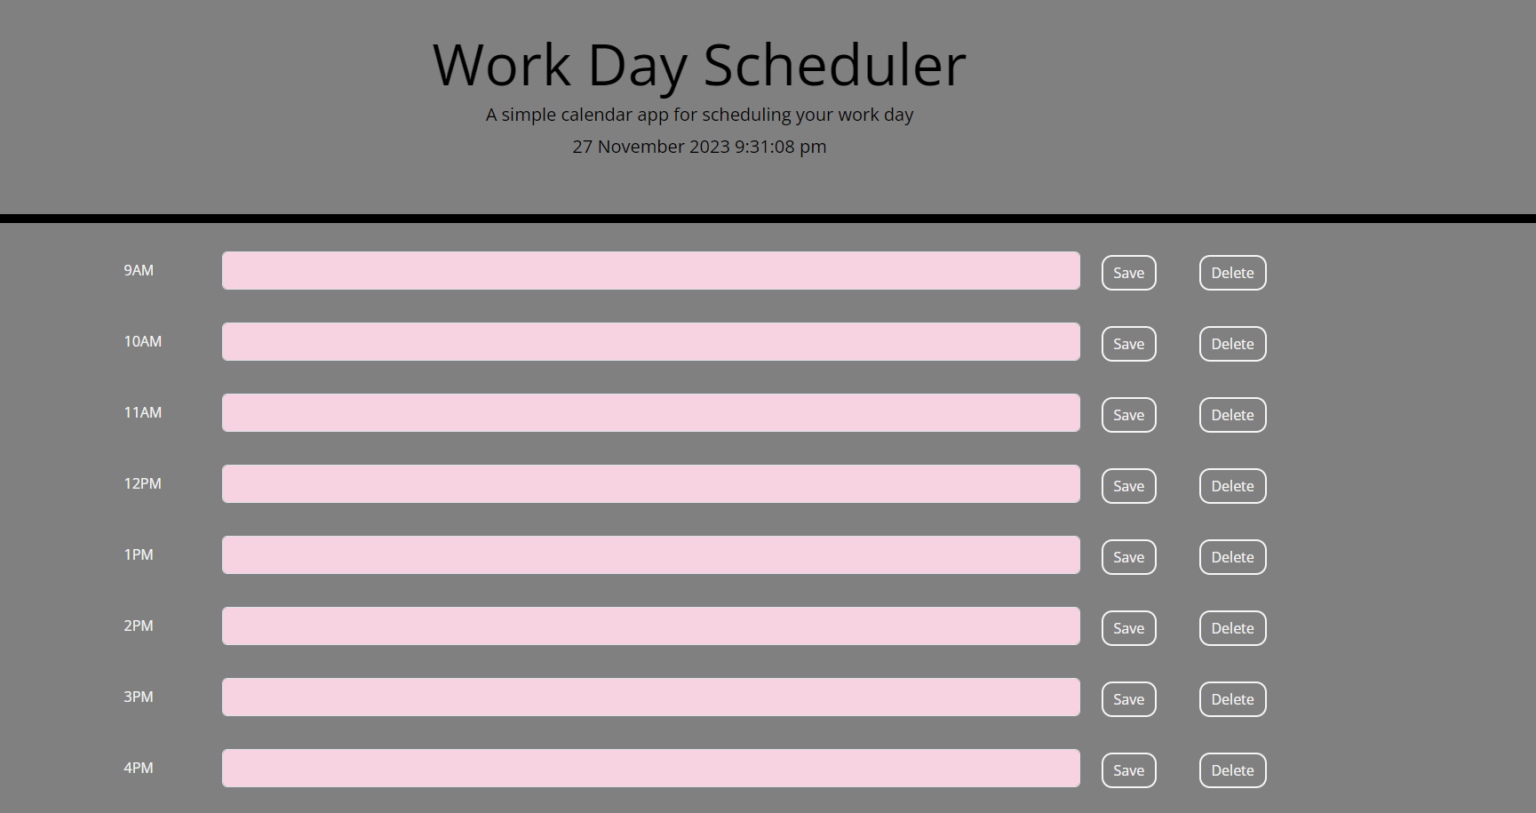 Work Day Scheduler
A simple calendar app for scheduling your work day
27 November 2023 9:31:08 pm
9AM Save Delete
10AM Save Delete
11AM Save Delete
12PM Save Delete
1PM Save Delete
2PM Save Delete
3PM Save Delete
4PM Save Delete